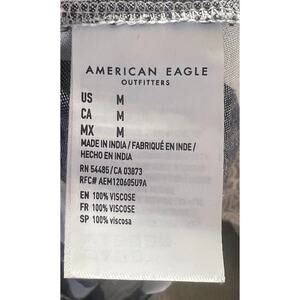 AMERICAN EAGLE
OUTFITTERS
US M
CA M
MX M
MADE IN INDIA / FABRIQUÉ EN INDE /
HECHO EN INDIA
RN 54485/CA 03873
RFC# AEM120605U9A
EN 100% VISCOSE
FR 100% VISCOSE
SP 100% viscosa